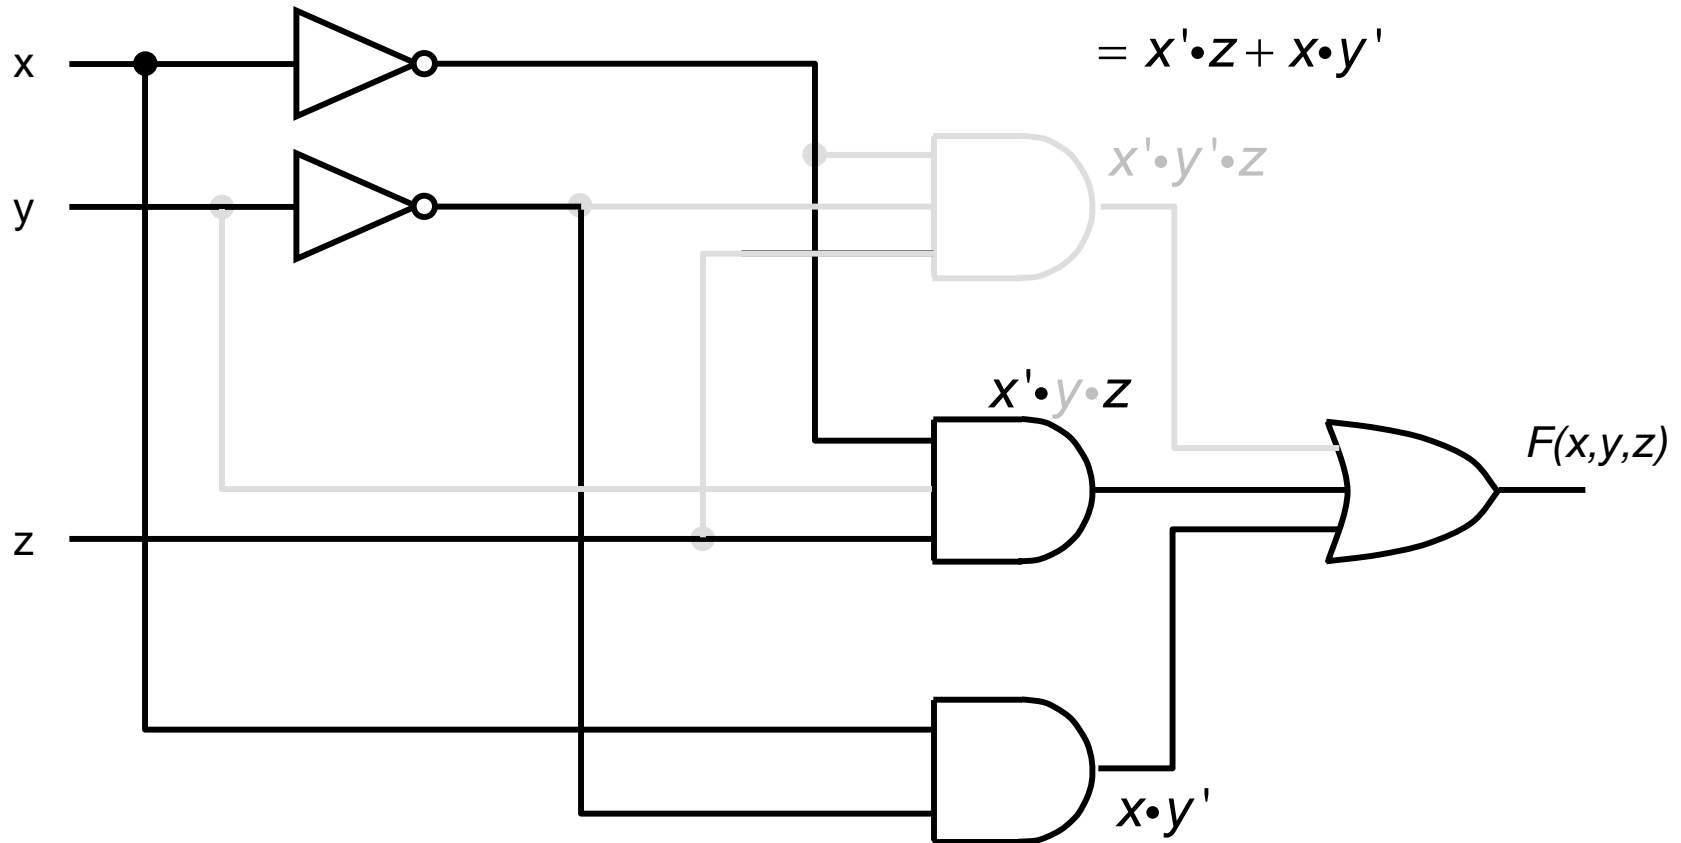 x
= x'•z + x•y'
x'•y'•z
y
x'•y•z
F(x,y,z)
z
x•y'